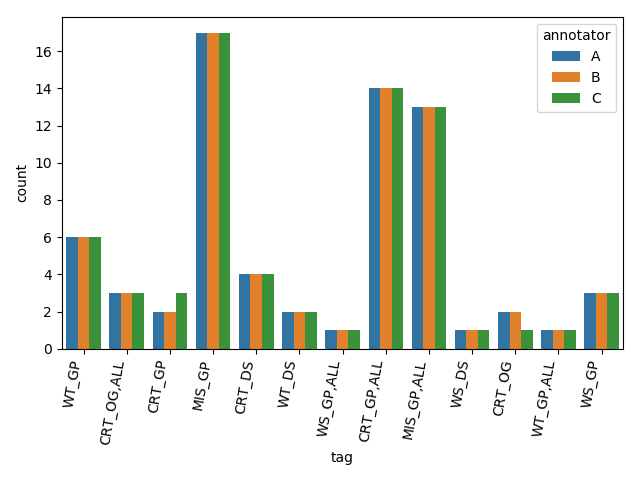 annotator
A
B
C
count
16
14
12
10
8
6
4
2
0
WT_GP
CRT_OG,ALL
CRT_GP
MIS_GP
CRT_DS
WT_DS
WS_GP,ALL
CRT_GP,ALL
MIS_GP,ALL
WS_DS
CRT_OG
WT_GP,ALL
WS_GP
tag